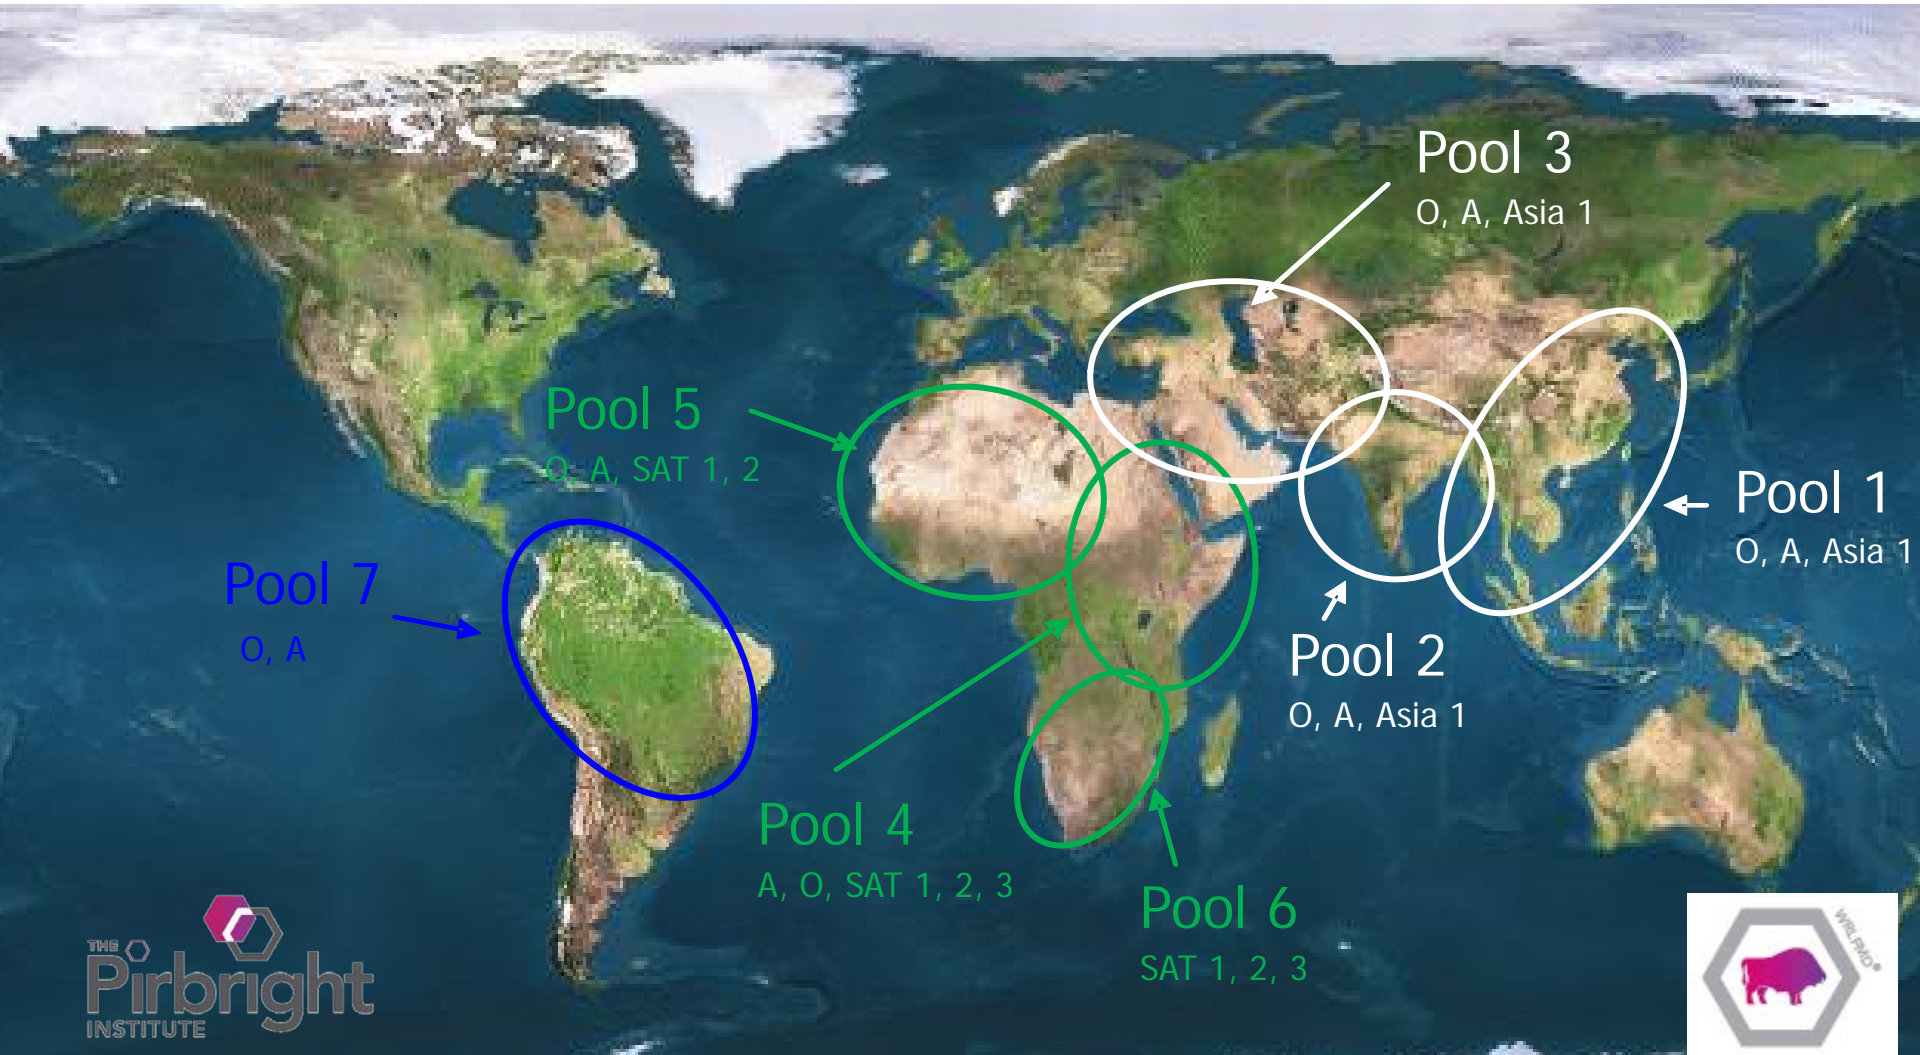 Pool 3
O, A, Asia 1
Pool 5
O, A, SAT 1, 2
Pool 1
O, A, Asia 1
Pool 7
O, A
Pool 2
O, A, Asia 1
Pool 4
A, O, SAT 1, 2, 3
Pool 6
SAT 1, 2, 3
THE
Pirbright
INSTITUTE
WRLFMD®